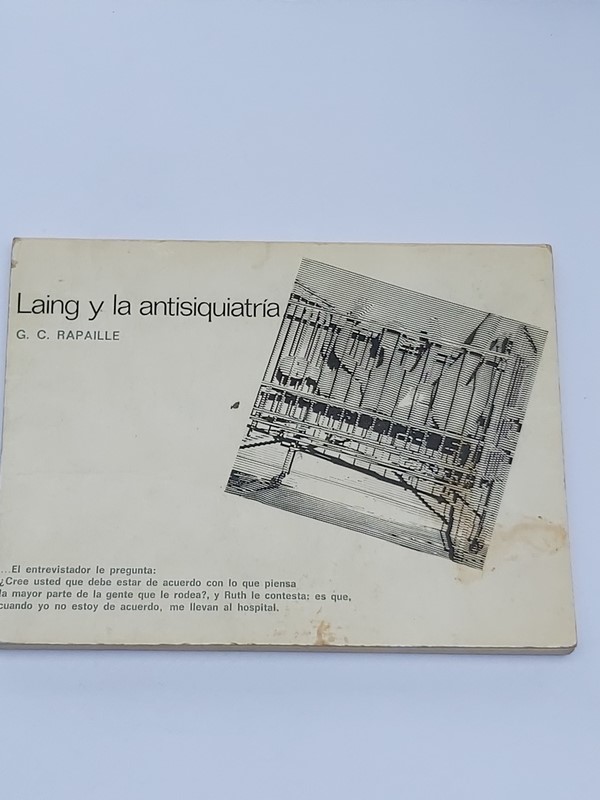 Laing y la antisiquiatría
G. C. RAPAILLE
...El entrevistador le pregunta:
¿Cree usted que debe estar de acuerdo con lo que piensa
la mayor parte de la gente que le rodea?, y Ruth le contesta: es que,
cuando yo no estoy de acuerdo, me llevan al hospital.